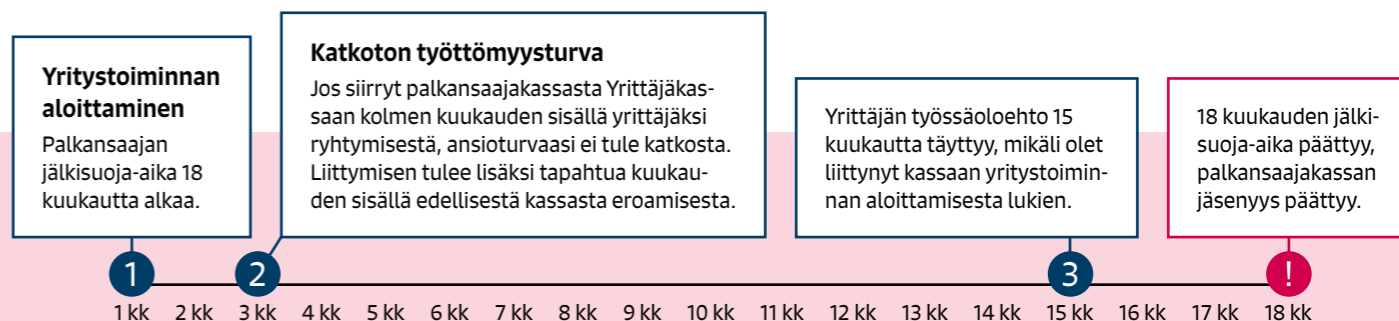 Yritystoiminnan
aloittaminen
Palkansaajan
jälkisuoja-aika 18
kuukautta alkaa.
Katkoton työttömyysturva
Jos siirryt palkansaajakassasta Yrittäjäkas-
saan kolmen kuukauden sisällä yrittäjäksi
ryhtymisestä, ansioturvaasi ei tule katkosta.
Liittymisen tulee lisäksi tapahtua kuukau-
den sisällä edellisestä kassasta eroamisesta.
Yrittäjän työssäoloehto 15
kuukautta täyttyy, mikäli olet
liittynyt kassaan yritystoimin-
nan aloittamisesta lukien.
18 kuukauden jälki-
suoja-aika päättyy,
palkansaajakassan
jäsenyys päättyy.
1 2 3 !
1 kk 2 kk 3 kk 4 kk 5 kk 6 kk 7 kk 8 kk 9 kk 10 kk 11 kk 12 kk 13 kk 14 kk 15 kk 16 kk 17 kk 18 kk